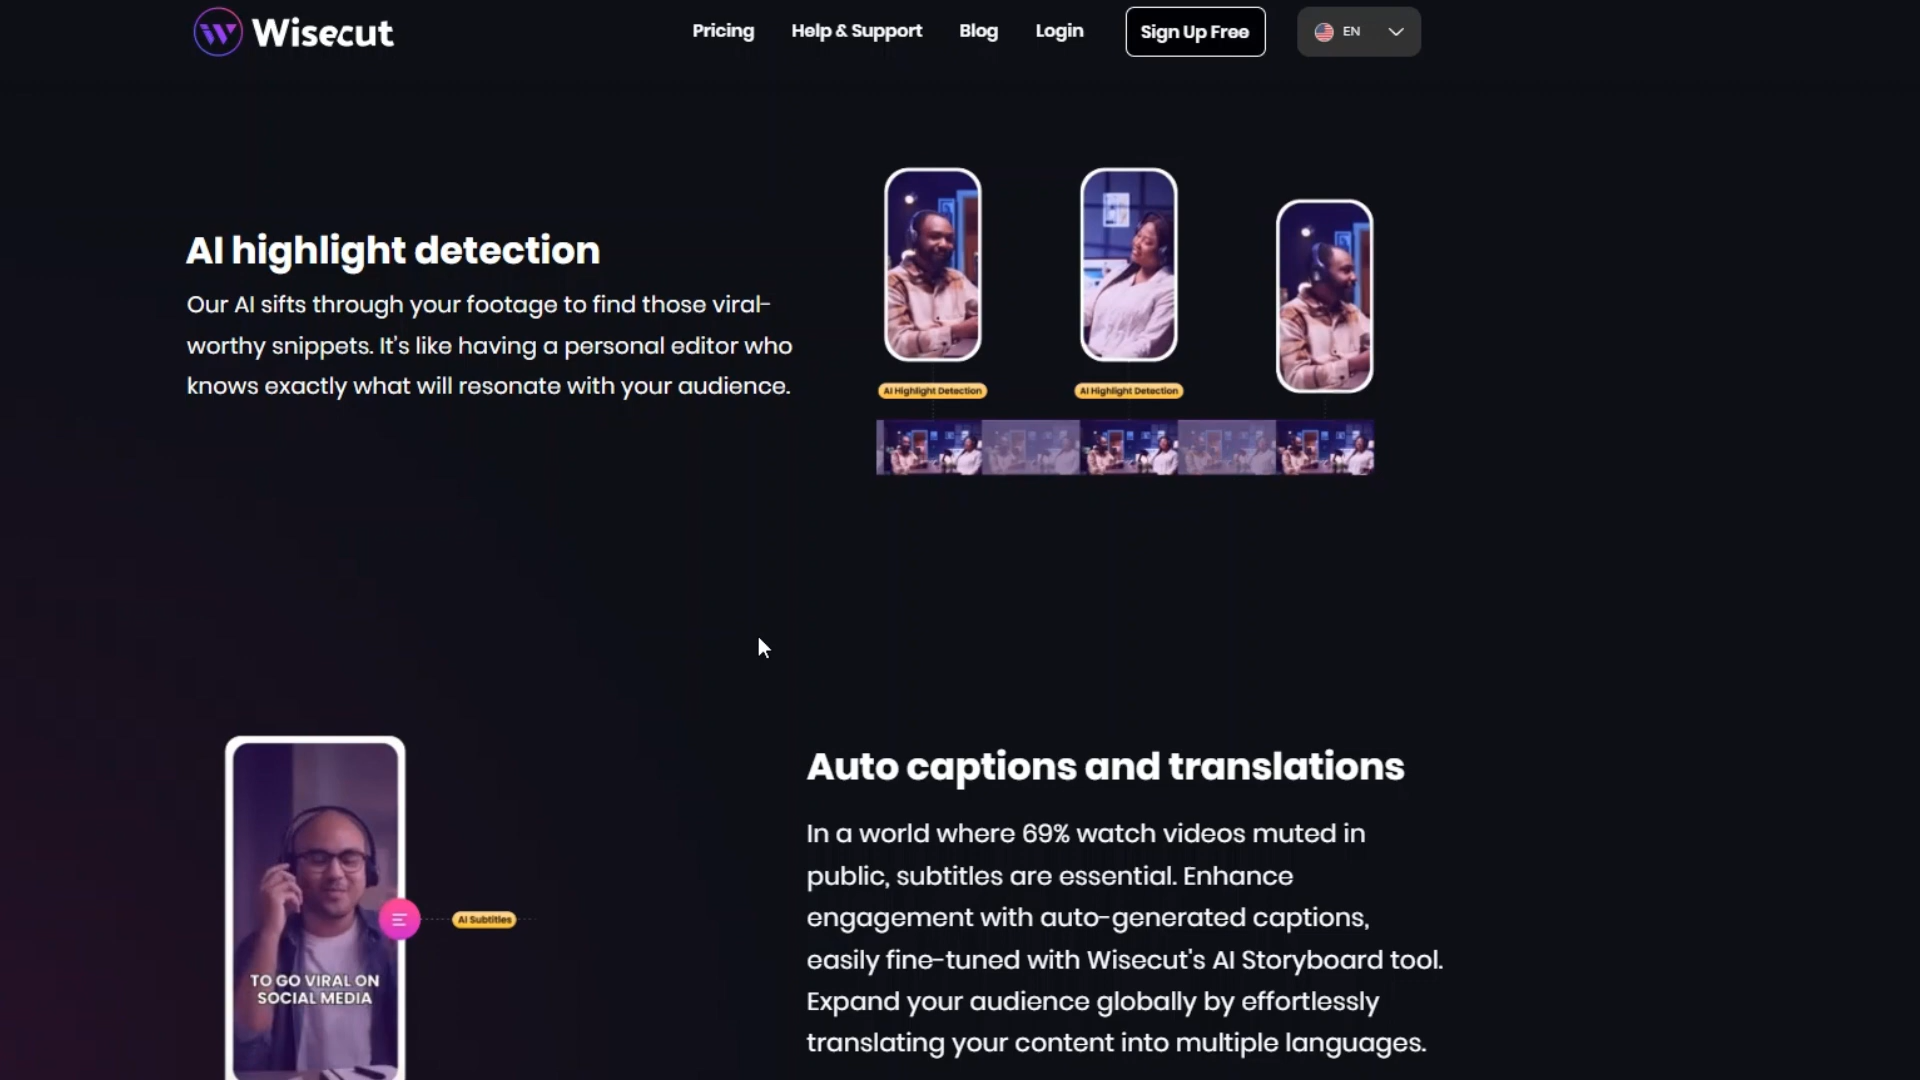 Wisecut
Pricing
Help & Support
Blog
Login
Sign Up Free
EN
AI highlight detection
Our AI sifts through your footage to find those viral-
worthy snippets. It's like having a personal editor who
knows exactly what will resonate with your audience.
AI Highlight Detection
AI Highlight Detection
AI Subtitles
TO GO VIRAL ON
SOCIAL MEDIA
Auto captions and translations
In a world where 69% watch videos muted in
public, subtitles are essential. Enhance
engagement with auto-generated captions,
easily fine-tuned with Wisecut's AI Storyboard tool.
Expand your audience globally by effortlessly
translating your content into multiple languages.